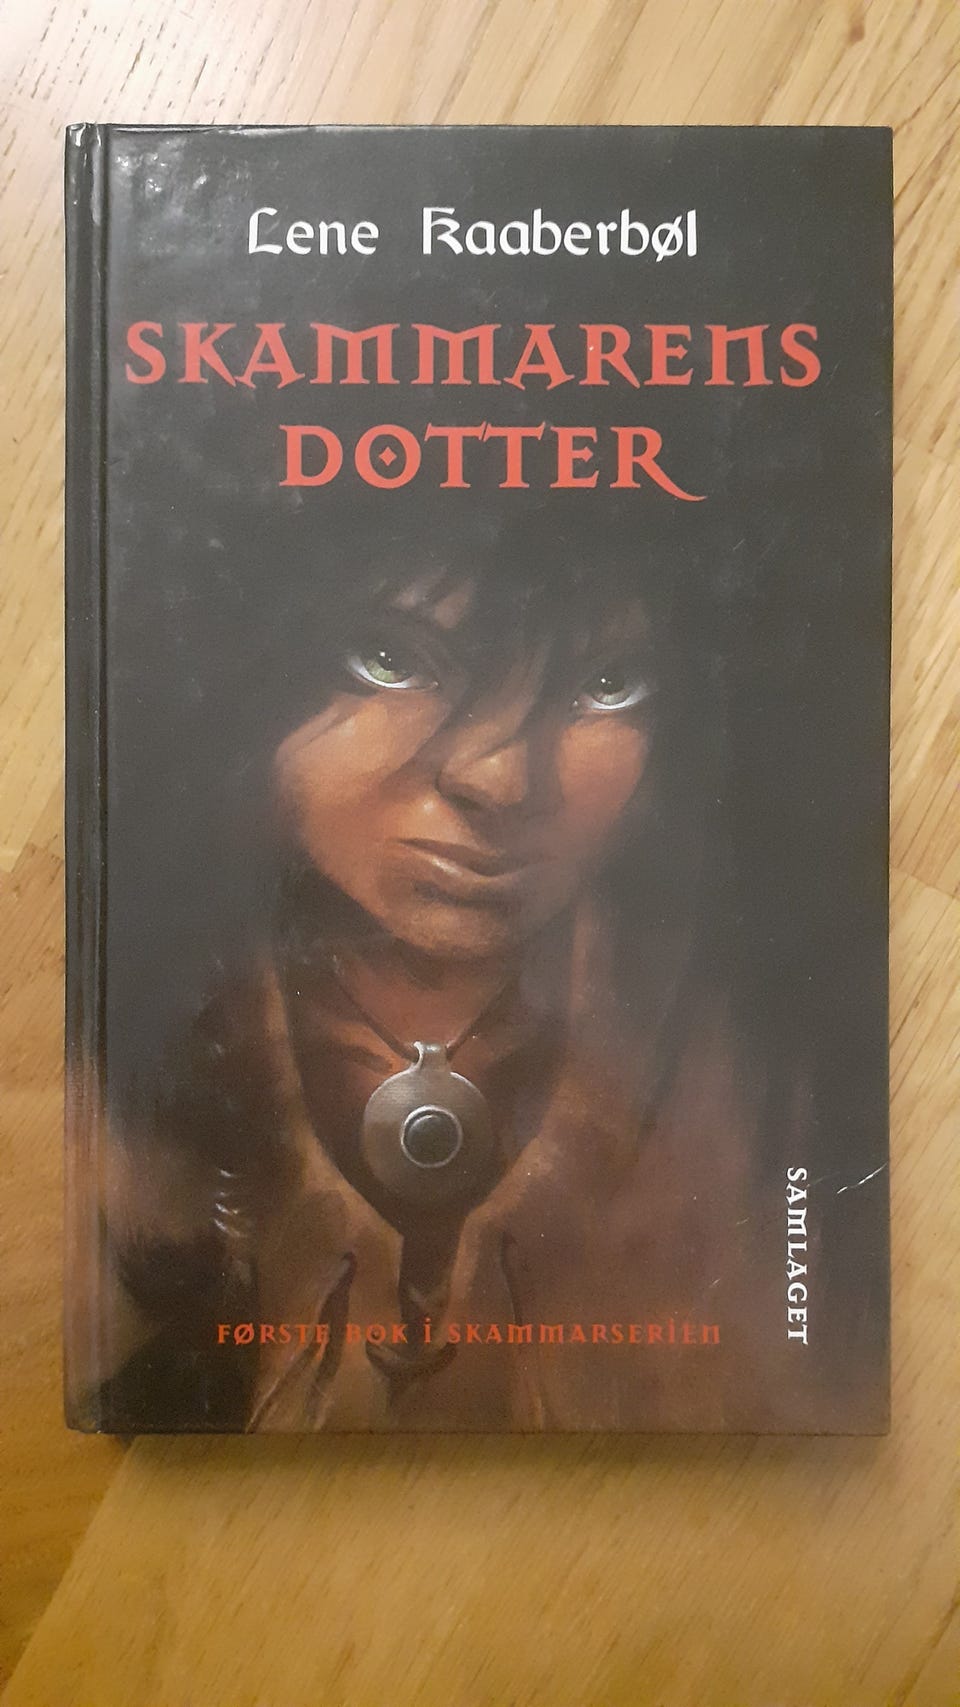 Lene Kaaberbøl
SKAMMARENS
DOTTER
SAMLAGET
FØRSTE BOK I SKAMMARSERIEN